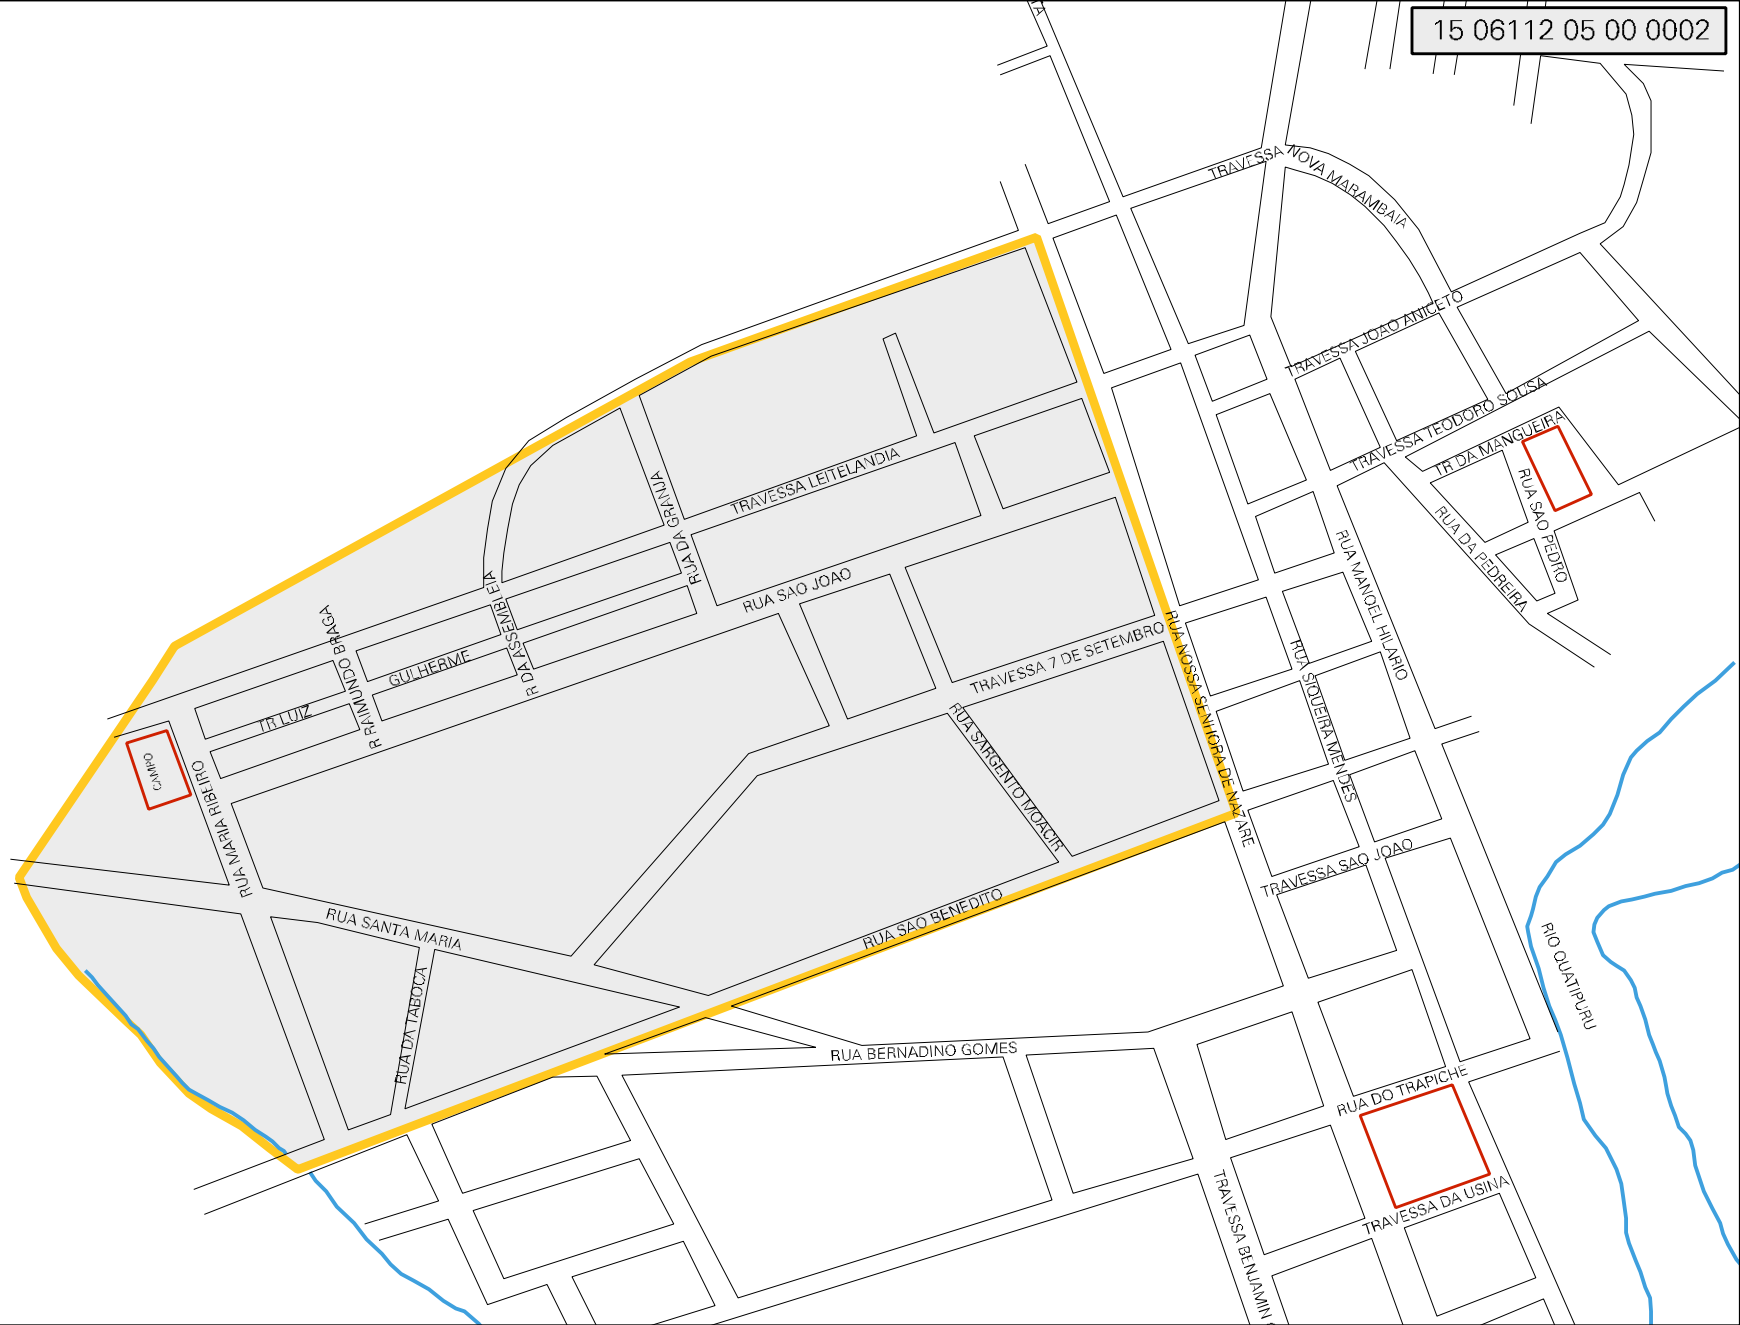 15 06112 05 00 0002
TRAVESSA NOVA MARAMBAIA
TRAVESSA JOAO ANICETO
TRAVESSA TEODORO SOUSA
TR DA MANGUEIRA
RUA SAO PEDRO
RUA DA PEDREIRA
RUA MANOEL HILARIO
TRAVESSA LEITELANDIA
RUA DA GRANJA
RUA SAO JOAO
R DA ASSEMBLEIA
R RAIMUNDO BRAGA
GULHERME
TR LUIZ
TRAVESSA 7 DE SETEMBRO
RUA NOSSA SENHORA DE NAZARE
RUA SIQUEIRA MENDES
RUA SARGENTO MOACIR
CAMPO
RUA MARIA RIBEIRO
TRAVESSA SAO JOAO
RUA SAO BENEDITO
RUA SANTA MARIA
RUA DA TABOCA
RIO QUATIPURU
RUA BERNADINO GOMES
RUA DO TRAPICHE
TRAVESSA DA USINA
TRAVESSA BENJAMIN